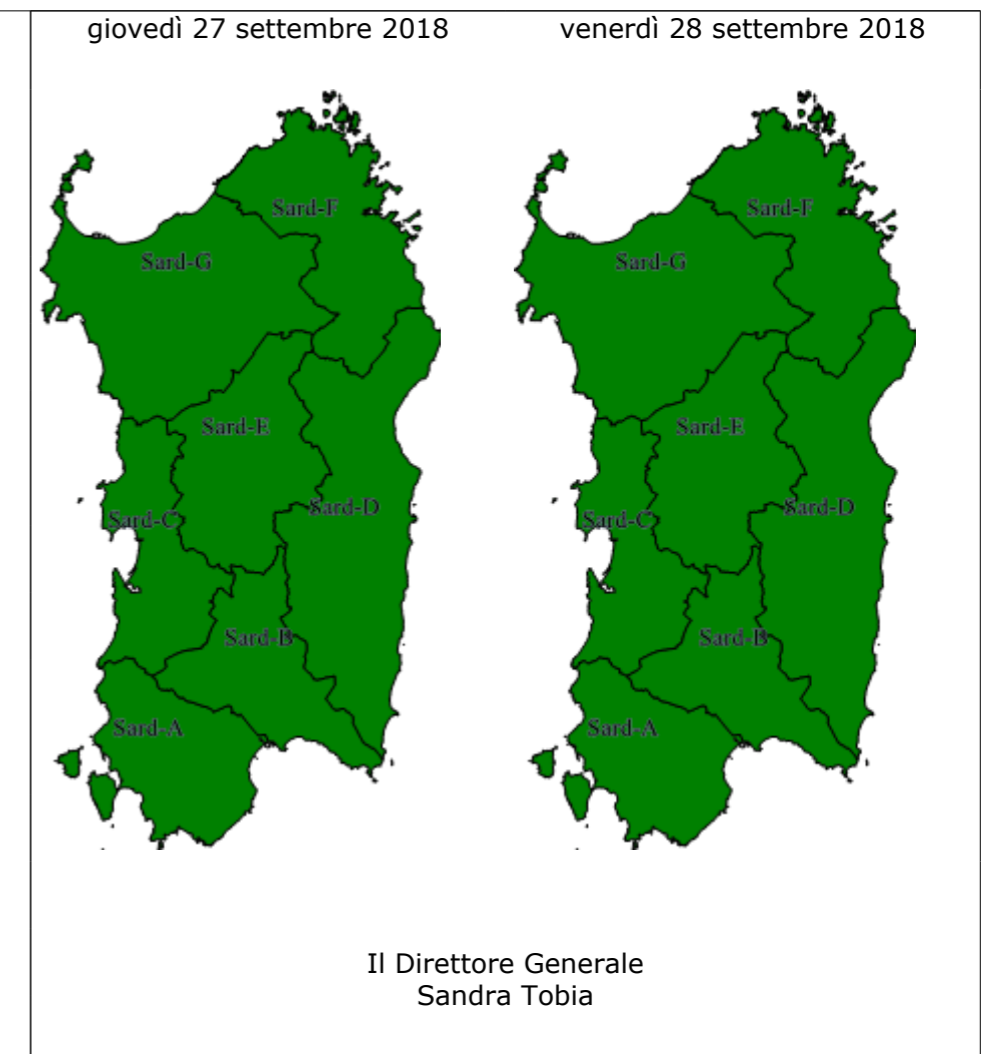 giovedì 27 settembre 2018
venerdì 28 settembre 2018
Sard-F
Sard-G
Sard-E
Sard-D
Sard-C
Sard-B
Sard-A
Sard-F
Sard-G
Sard-E
Sard-D
Sard-C
Sard-B
Sard-A
Il Direttore Generale
Sandra Tobia